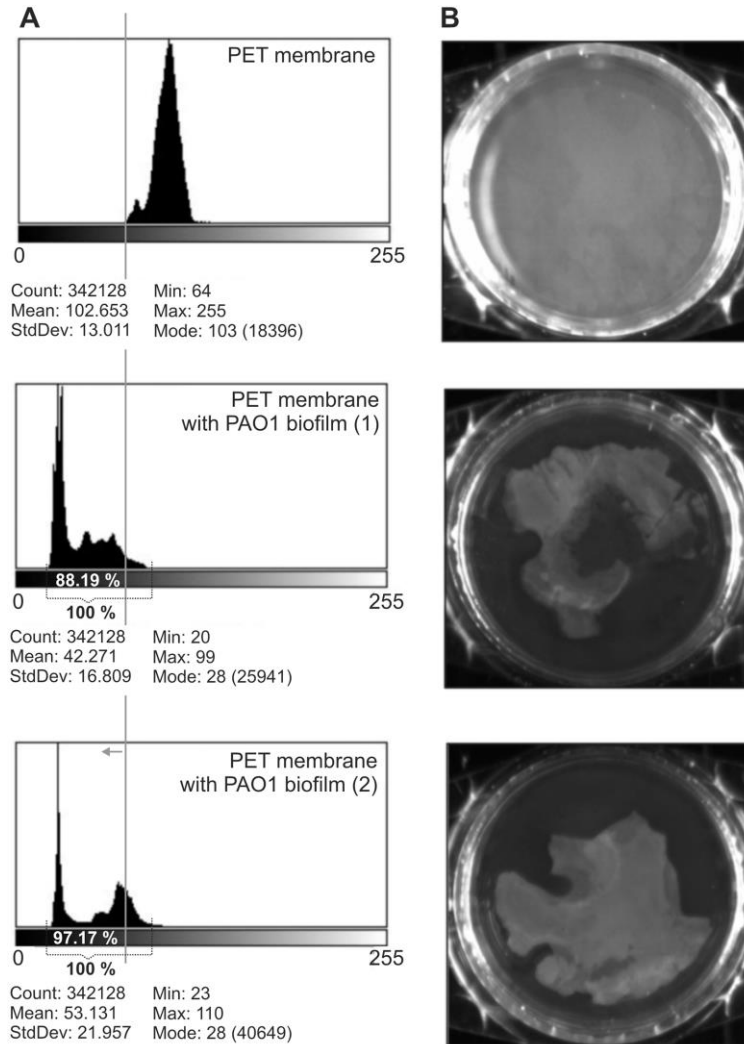 A
B
PET membrane
0 255
Count: 342128 Min: 64
Mean: 102.653 Max: 255
StdDev: 13.011 Mode: 103 (18396)
PET membrane
with PAO1 biofilm (1)
88.19 %
0 255
100 %
Count: 342128 Min: 20
Mean: 42.271 Max: 99
StdDev: 16.809 Mode: 28 (25941)
PET membrane
with PAO1 biofilm (2)
97.17 %
0 255
100 %
Count: 342128 Min: 23
Mean: 53.131 Max: 110
StdDev: 21.957 Mode: 28 (40649)